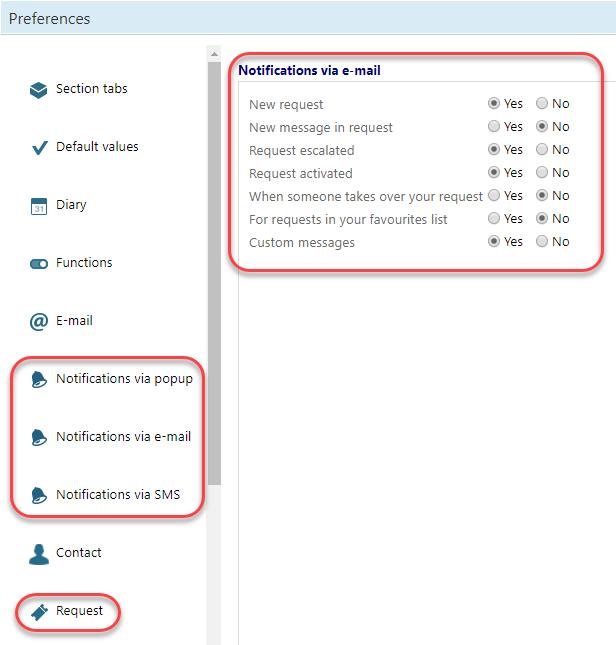 Preferences
Section tabs
Default values
31
Diary
Functions
@
E-mail
Notifications via popup
Notifications via e-mail
Notifications via SMS
Contact
Request
Notifications via e-mail
New request Yes No
New message in request Yes No
Request escalated Yes No
Request activated Yes No
When someone takes over your request Yes No
For requests in your favourites list Yes No
Custom messages Yes No